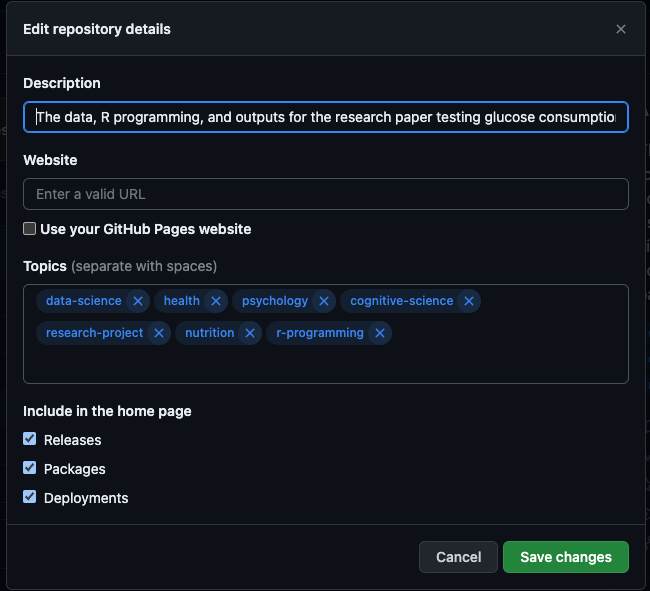 Edit repository details
Description
The data, R programming, and outputs for the research paper testing glucose consumption
Website
Enter a valid URL
Use your GitHub Pages website
Topics (separate with spaces)
data-science health psychology cognitive-science
research-project nutrition r-programming
Include in the home page
Releases
Packages
Deployments
Cancel Save changes